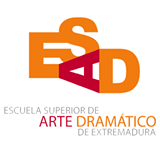 ESAD
ESCUELA SUPERIOR DE
ARTE DRAMÁTICO
DE EXTREMADURA